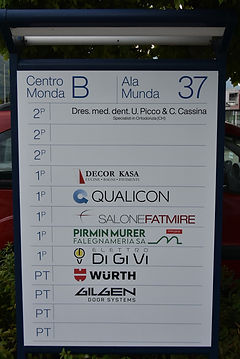 Centro Monda B
Ala Munda 37
2P Dres. med. dent. U. Picco & C. Cassina
Specialisti in Ortodonzia (CH)
2P
2P
1P DECOR KASA
CUCINE - BAGNI - PAVIMENTI
1P QUALICON
1P SALONEFATMIRE
1P PIRMIN MURER
FALEGNAMERIA SA
1P ELETTRO
DI GI VI
PT WÜRTH
PT GILGEN
DOOR SYSTEMS
PT
PT